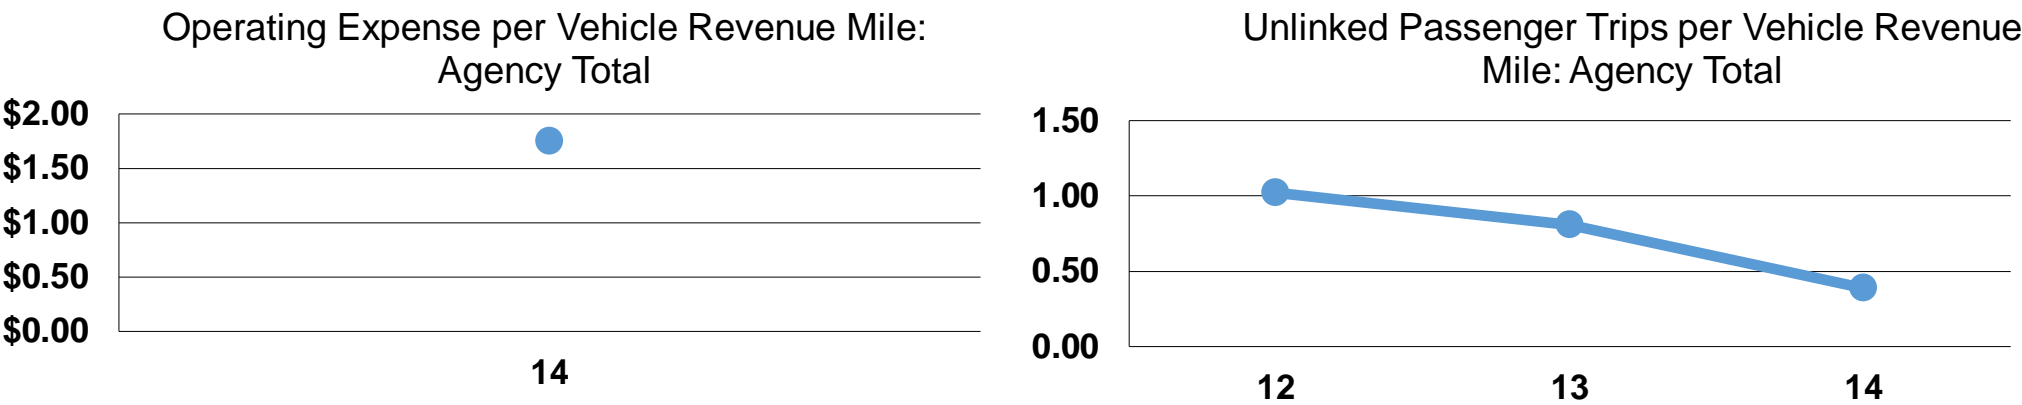 Operating Expense per Vehicle Revenue Mile:
Agency Total
$2.00
$1.50
$1.00
$0.50
$0.00
14
Unlinked Passenger Trips per Vehicle Revenue
Mile: Agency Total
1.50
1.00
0.50
0.00
12 13 14